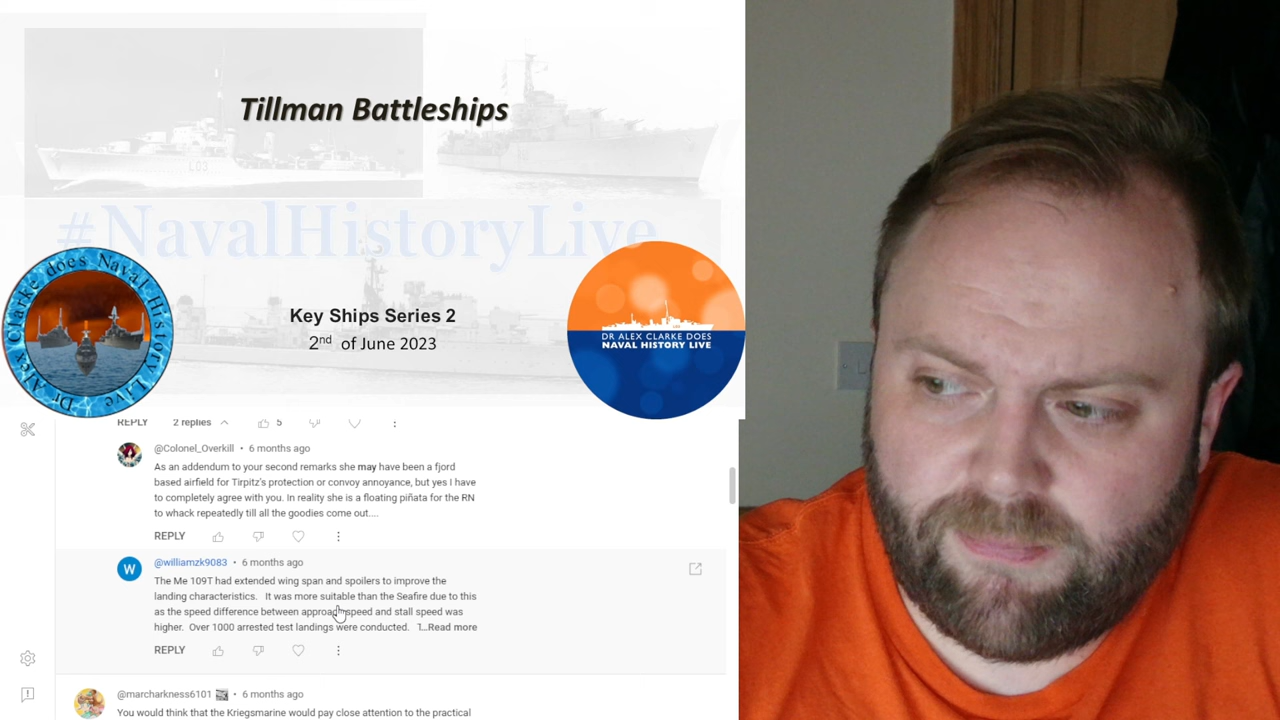 Tillman Battleships
#NavalHistoryLive
L03
Dr Alex Clarke does Naval History Live
Key Ships Series 2
2nd of June 2023
DR ALEX CLARKE DOES
NAVAL HISTORY LIVE
REPLY 2 replies 5
@Colonel_Overkill • 6 months ago
As an addendum to your second remarks she may have been a fjord
based airfield for Tirpitz's protection or convoy annoyance, but yes I have
to completely agree with you. In reality she is a floating piñata for the RN
to whack repeatedly till all the goodies come out....
REPLY
W
@williamzk9083 • 6 months ago
The Me 109T had extended wing span and spoilers to improve the
landing characteristics. It was more suitable than the Seafire due to this
as the speed difference between approach speed and stall speed was
higher. Over 1000 arrested test landings were conducted. T...Read more
REPLY
@marcharkness6101 • 6 months ago
You would think that the Kriegsmarine would pay close attention to the practical